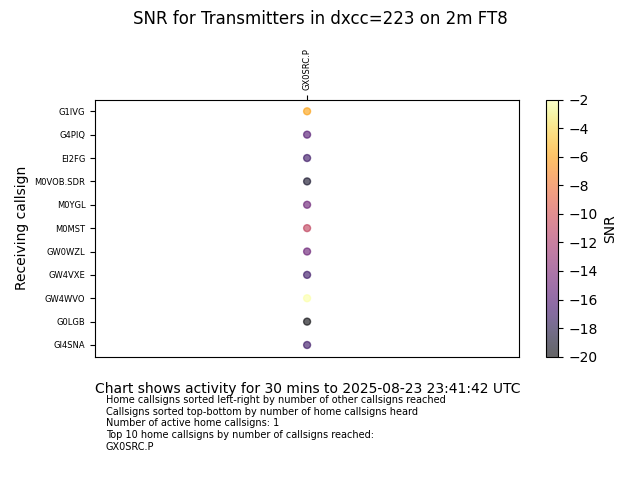 SNR for Transmitters in dxcc=223 on 2m FT8
GX0SRC.P
G1IVG
G4PIQ
EI2FG
M0VOB.SDR
M0YGL
M0MST
GW0WZL
GW4VXE
GW4WVO
G0LGB
GI4SNA
Receiving callsign
−2
−4
−6
−8
−10
−12
−14
−16
−18
−20
SNR
Chart shows activity for 30 mins to 2025-08-23 23:41:42 UTC
Home callsigns sorted left-right by number of other callsigns reached
Callsigns sorted top-bottom by number of home callsigns heard
Number of active home callsigns: 1
Top 10 home callsigns by number of callsigns reached:
GX0SRC.P